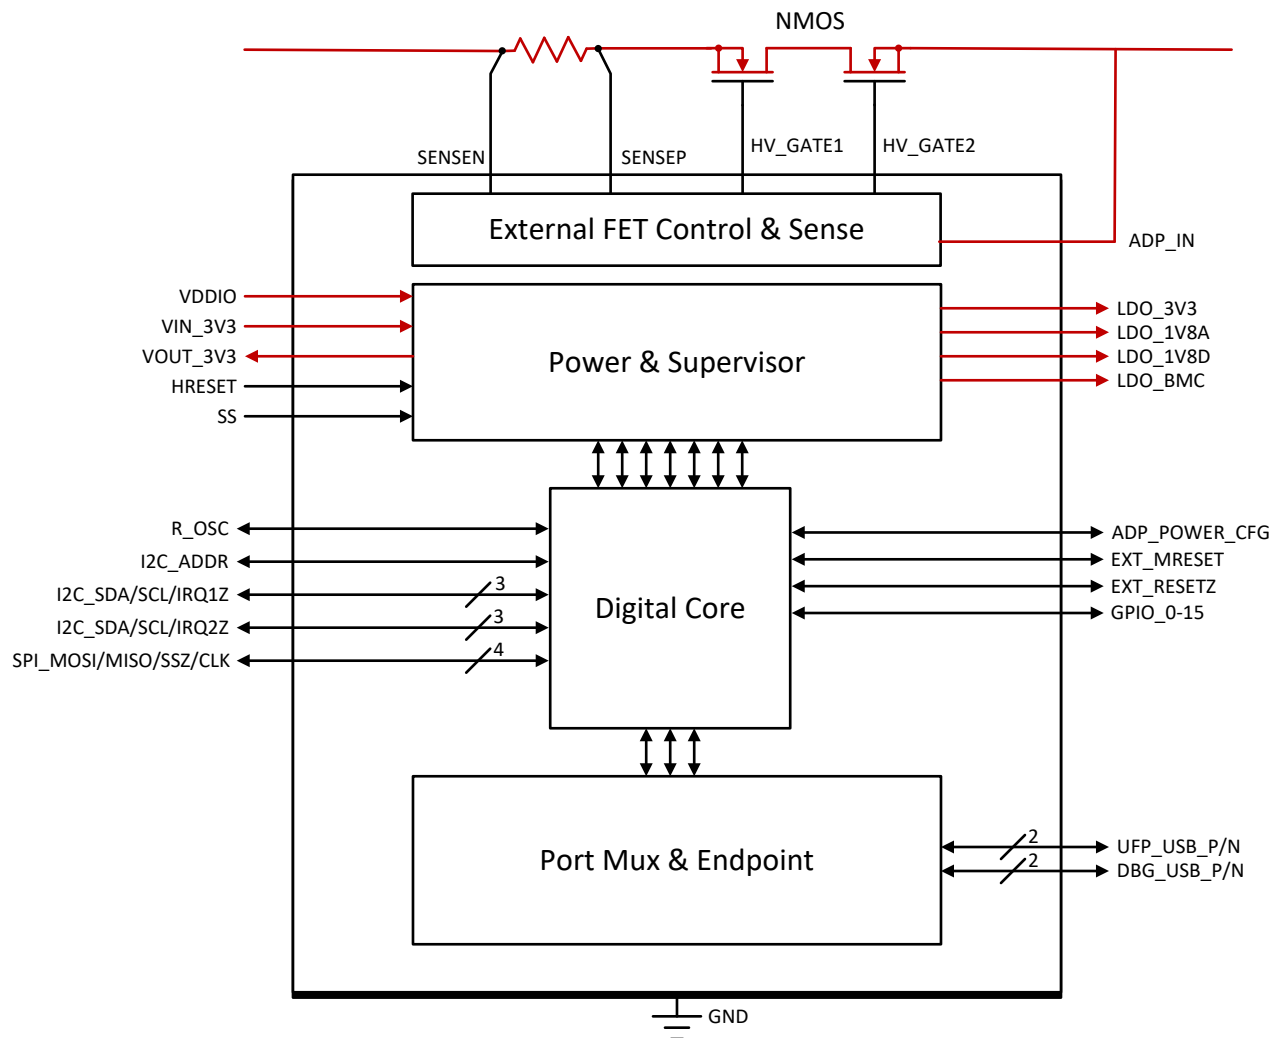 NMOS
SENSEN
SENSEP
HV_GATE1
HV_GATE2
External FET Control & Sense
ADP_IN
VDDIO
VIN_3V3
VOUT_3V3
HRESET
SS
Power & Supervisor
LDO_3V3
LDO_1V8A
LDO_1V8D
LDO_BMC
R_OSC
I2C_ADDR
I2C_SDA/SCL/IRQ1Z
3
I2C_SDA/SCL/IRQ2Z
3
SPI_MOSI/MISO/SSZ/CLK
4
Digital Core
ADP_POWER_CFG
EXT_MRESET
EXT_RESETZ
GPIO_0-15
Port Mux & Endpoint
2
UFP_USB_P/N
2
DBG_USB_P/N
GND